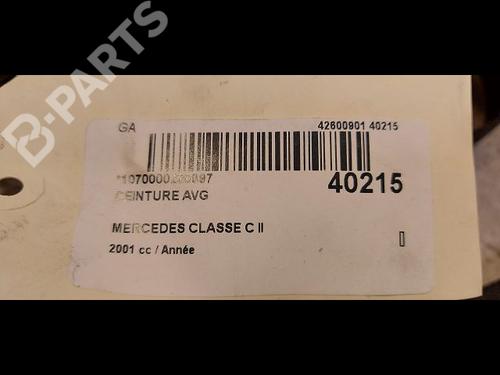 B-PARTS
GA 42600901 40215
40215
CEINTURE AVG
MERCEDES CLASSE C II
2001 cc / Année